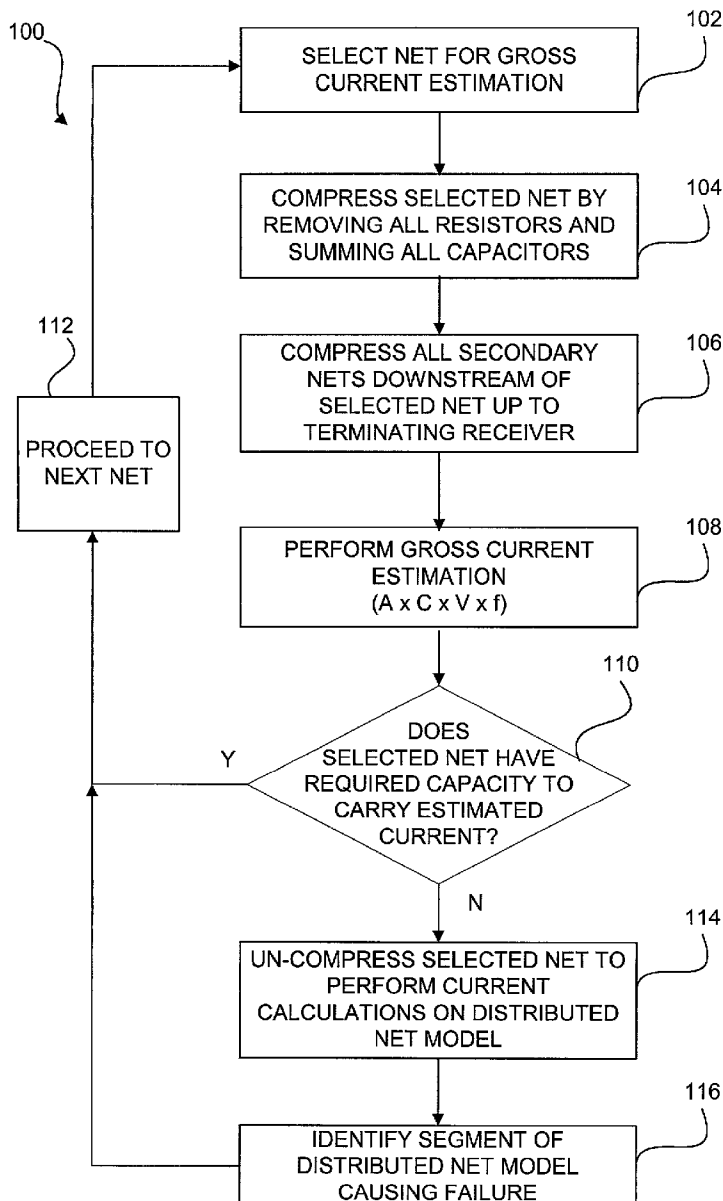 100
102
SELECT NET FOR GROSS
CURRENT ESTIMATION
104
COMPRESS SELECTED NET BY
REMOVING ALL RESISTORS AND
SUMMING ALL CAPACITORS
106
COMPRESS ALL SECONDARY
NETS DOWNSTREAM OF
SELECTED NET UP TO
TERMINATING RECEIVER
112
PROCEED TO
NEXT NET
108
PERFORM GROSS CURRENT
ESTIMATION
(A x C x V x f)
110
DOES
SELECTED NET HAVE
REQUIRED CAPACITY TO
CARRY ESTIMATED
CURRENT?
Y
N
114
UN-COMPRESS SELECTED NET TO
PERFORM CURRENT
CALCULATIONS ON DISTRIBUTED
NET MODEL
116
IDENTIFY SEGMENT OF
DISTRIBUTED NET MODEL
CAUSING FAILURE